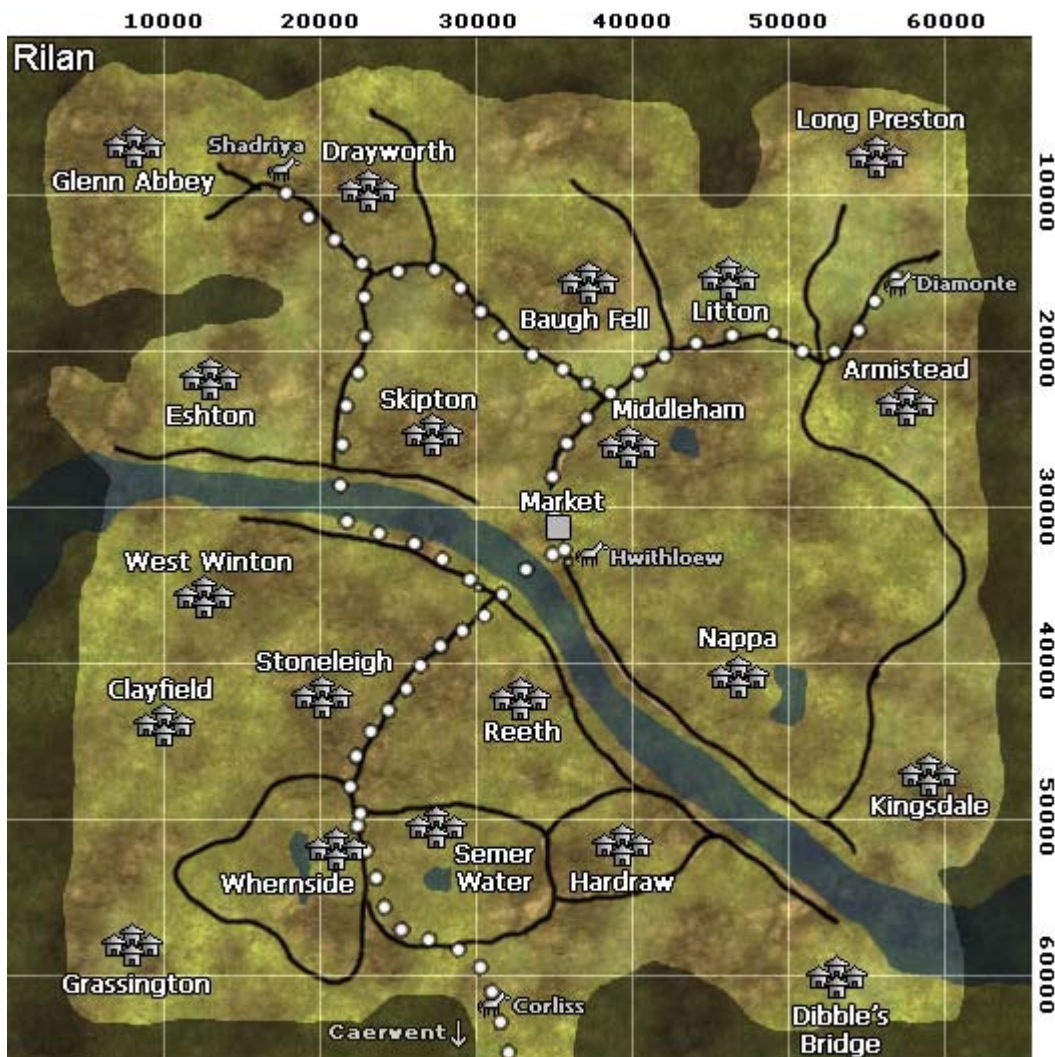 10000 20000 30000 40000 50000 60000
Rilan
Long Preston
Shadriya
Drayworth
Glenn Abbey
10000
Diamonte
Baugh Fell
Litton
20000
Armistead
Eshton
Skipton
Middleham
Market
30000
Hwithloew
West Winton
Nappa
40000
Stoneleigh
Clayfield
Reeth
Kingsdale
50000
Semer
Water
Whernside
Hardraw
60000
Grassington
Corliss
Dibble's
Bridge
Caerwent ↓